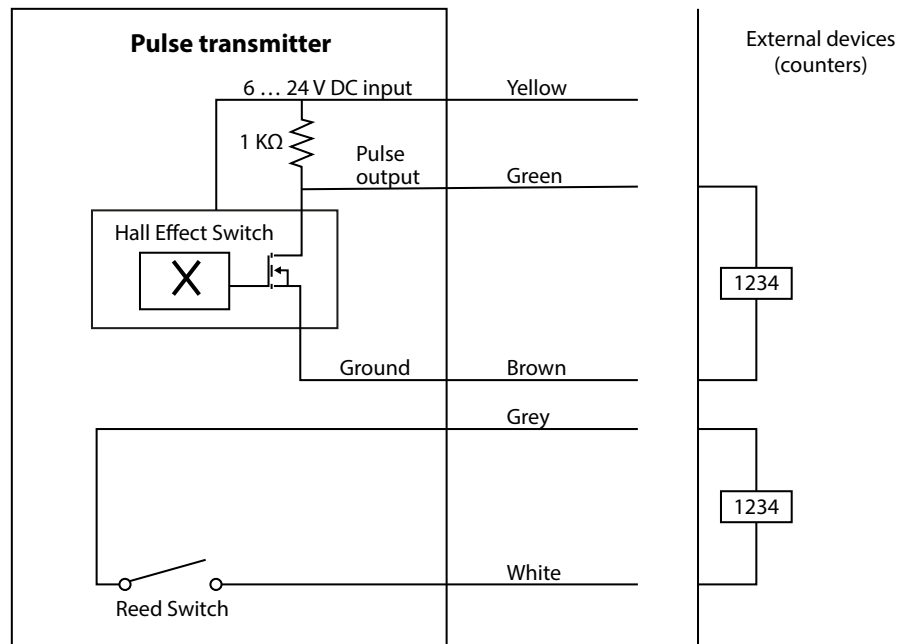 Pulse transmitter
External devices
(counters)
6 … 24 V DC input
Yellow
1 KΩ
Pulse
output
Green
Hall Effect Switch
X
1234
Ground
Brown
Grey
1234
White
Reed Switch